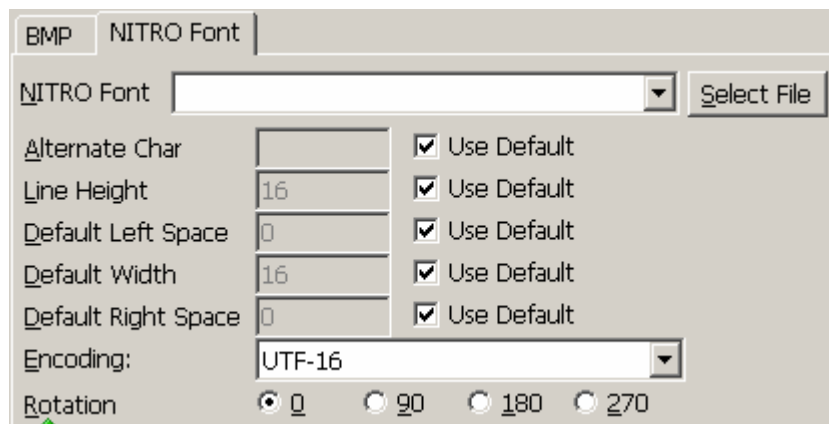 BMP NITRO Font
NITRO Font Select File
Alternate Char Use Default
Line Height 16 Use Default
Default Left Space 0 Use Default
Default Width 16 Use Default
Default Right Space 0 Use Default
Encoding: UTF-16
Rotation 0 90 180 270